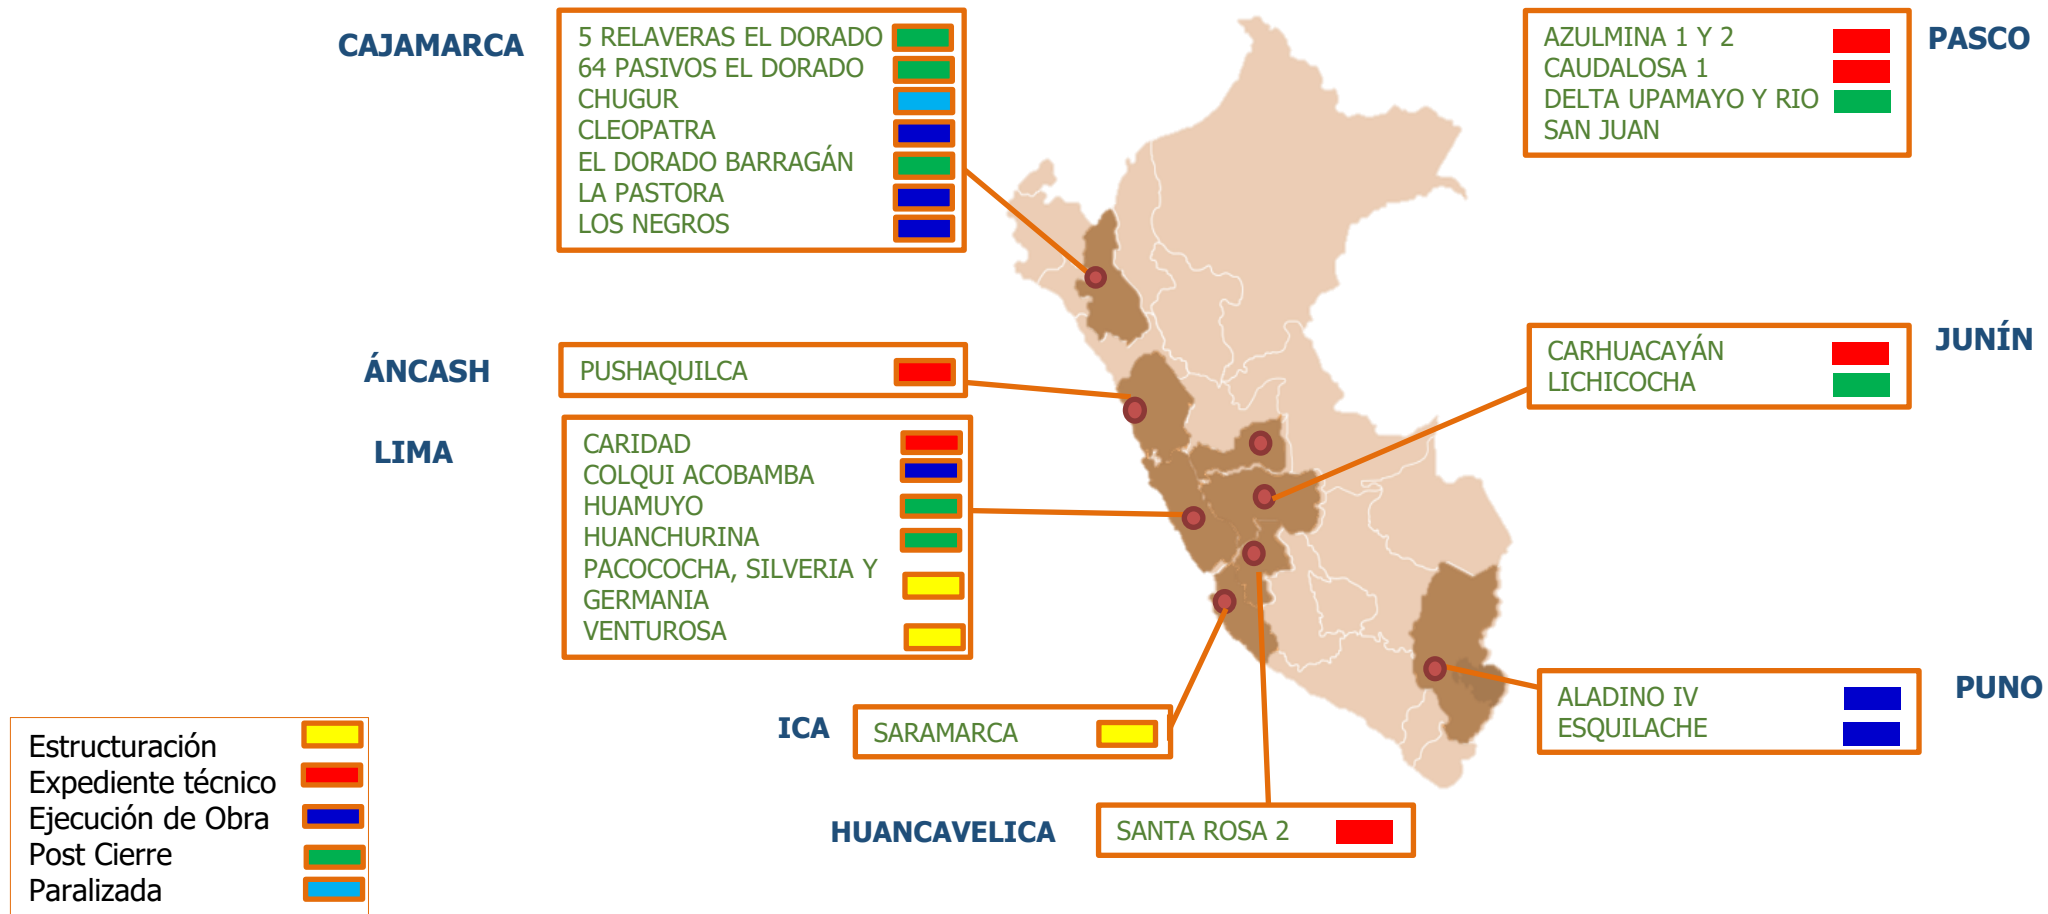 CAJAMARCA
5 RELAVERAS EL DORADO
64 PASIVOS EL DORADO
CHUGUR
CLEOPATRA
EL DORADO BARRAGÁN
LA PASTORA
LOS NEGROS
PASCO
AZULMINA 1 Y 2
CAUDALOSA 1
DELTA UPAMAYO Y RIO
SAN JUAN
ÁNCASH
PUSHAQUILCA
JUNÍN
CARHUACAYÁN
LICHICOCHA
LIMA
CARIDAD
COLQUI ACOBAMBA
HUAMUYO
HUANCHURINA
PACOCOCHA, SILVERIA Y
GERMANIA
VENTUROSA
PUNO
ALADINO IV
ESQUILACHE
ICA
SARAMARCA
HUANCAVELICA
SANTA ROSA 2
Estructuración
Expediente técnico
Ejecución de Obra
Post Cierre
Paralizada